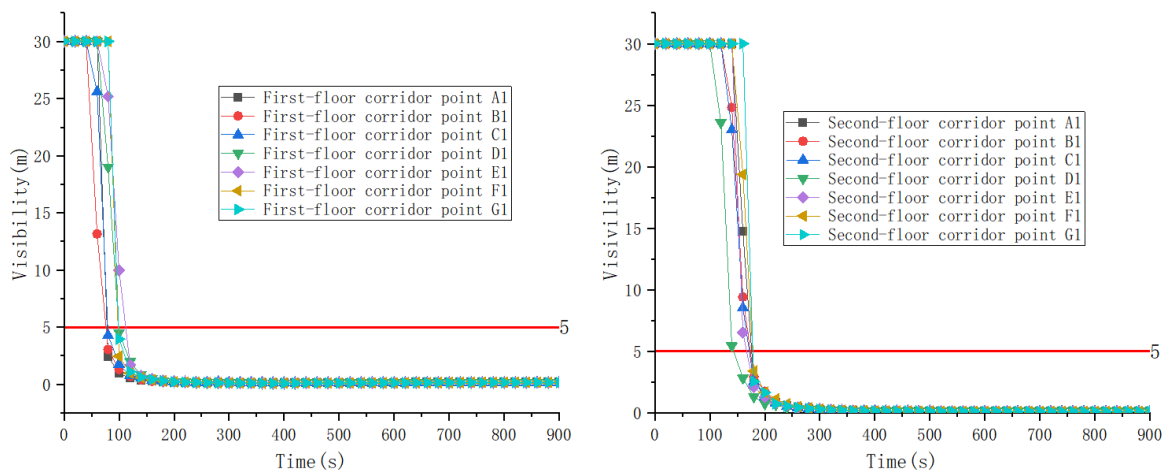 30
25
20
15
10
5
0
Visibility(m)
First-floor corridor point A1
First-floor corridor point B1
First-floor corridor point C1
First-floor corridor point D1
First-floor corridor point E1
First-floor corridor point F1
First-floor corridor point G1
5
0 100 200 300 400 500 600 700 800 900
Time(s)
30
25
20
15
10
5
0
Visivility(m)
Second-floor corridor point A1
Second-floor corridor point B1
Second-floor corridor point C1
Second-floor corridor point D1
Second-floor corridor point E1
Second-floor corridor point F1
Second-floor corridor point G1
5
0 100 200 300 400 500 600 700 800 900
Time(s)